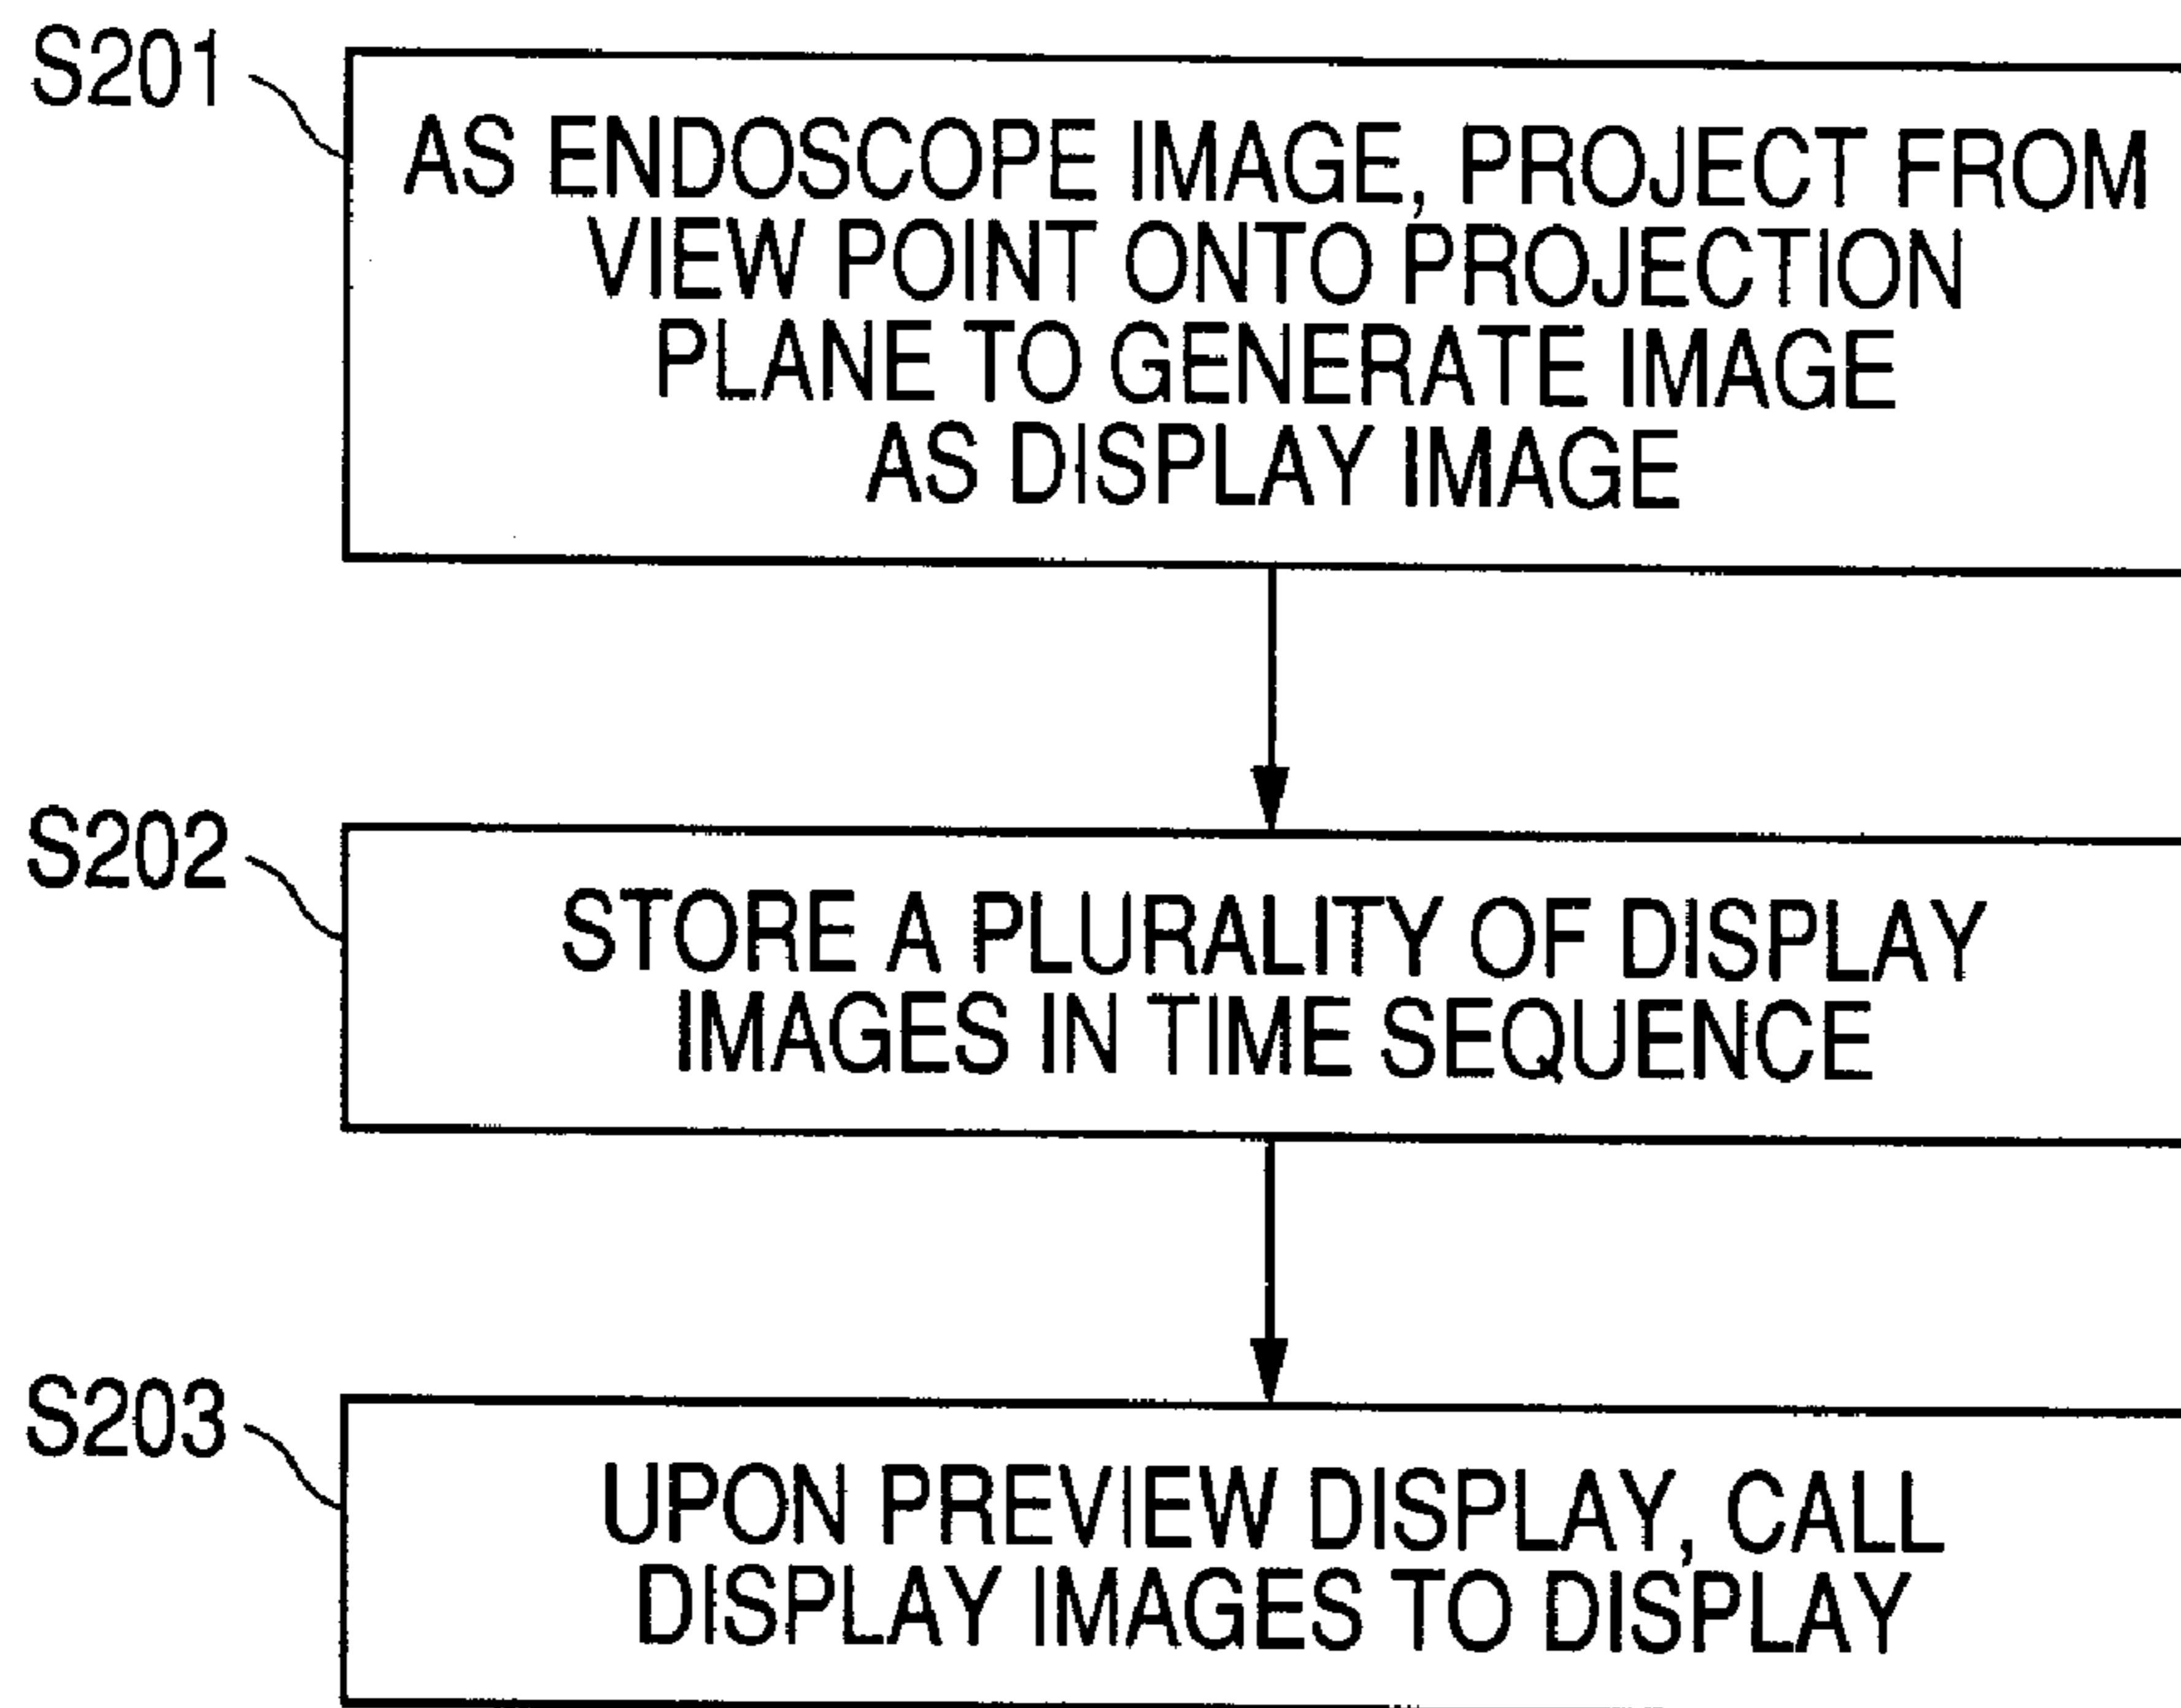 S201
AS ENDOSCOPE IMAGE, PROJECT FROM
VIEW POINT ONTO PROJECTION
PLANE TO GENERATE IMAGE
AS DISPLAY IMAGE
S202
STORE A PLURALITY OF DISPLAY
IMAGES IN TIME SEQUENCE
S203
UPON PREVIEW DISPLAY, CALL
DISPLAY IMAGES TO DISPLAY